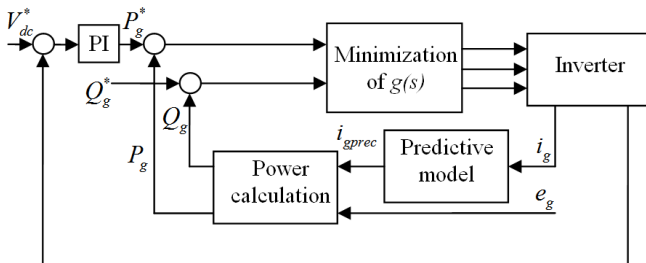 V*dc
PI
P*g
Minimization
of g(s)
Inverter
Q*g
Qg
Pg
igprec
Predictive
model
ig
Power
calculation
eg